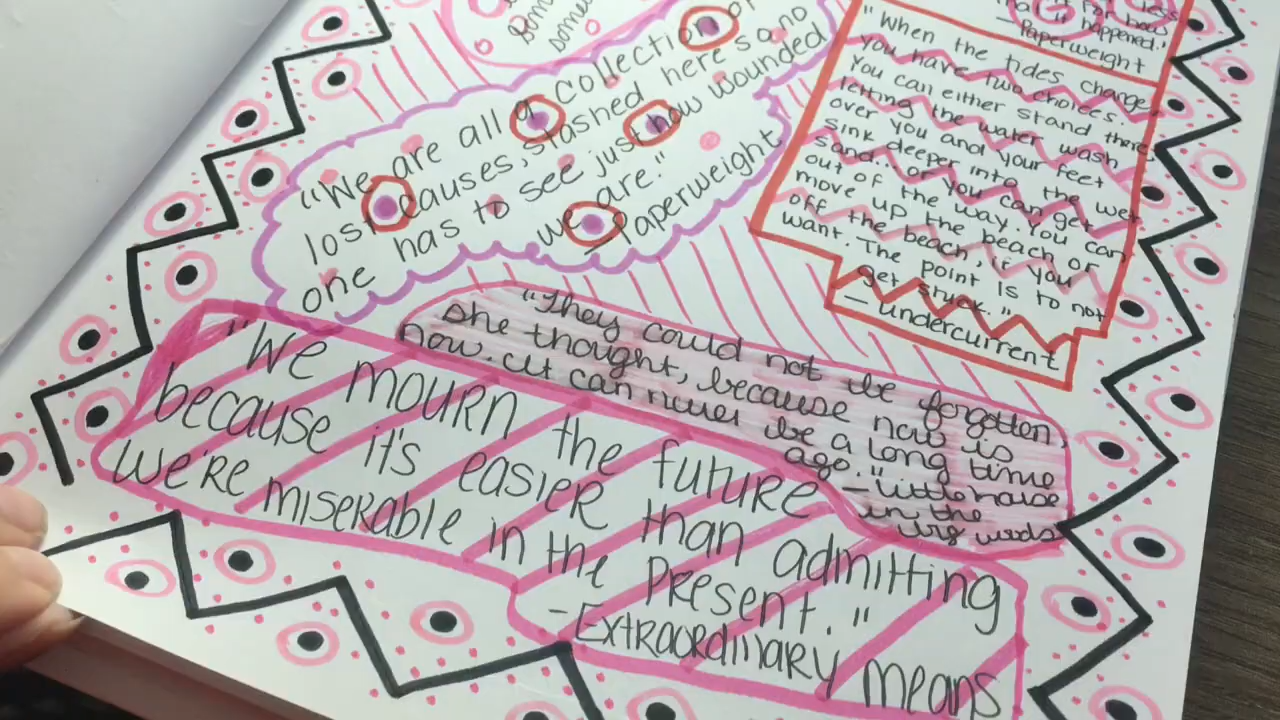 Some
"We are all a collection of
lost causes, stashed here so no
one has to see just how wounded
we are."
– Paperweight
happened."
– Paperweight
"When the tides change,
you have two choices.
You can either stand there,
letting the water wash
over you and your feet
sink deeper into the wet
sand. or You can get
out of the way. You can
move up the beach or
off the beach, if you
want. The point is to not
get stuck."
– undercurrent
"They could not be forgotten,
she thought, because now is
now. It can never be a long time
ago."
– little house
in the
big woods
"We mourn the future
because it's easier than admitting
we're miserable in the present."
– Extraordinary means